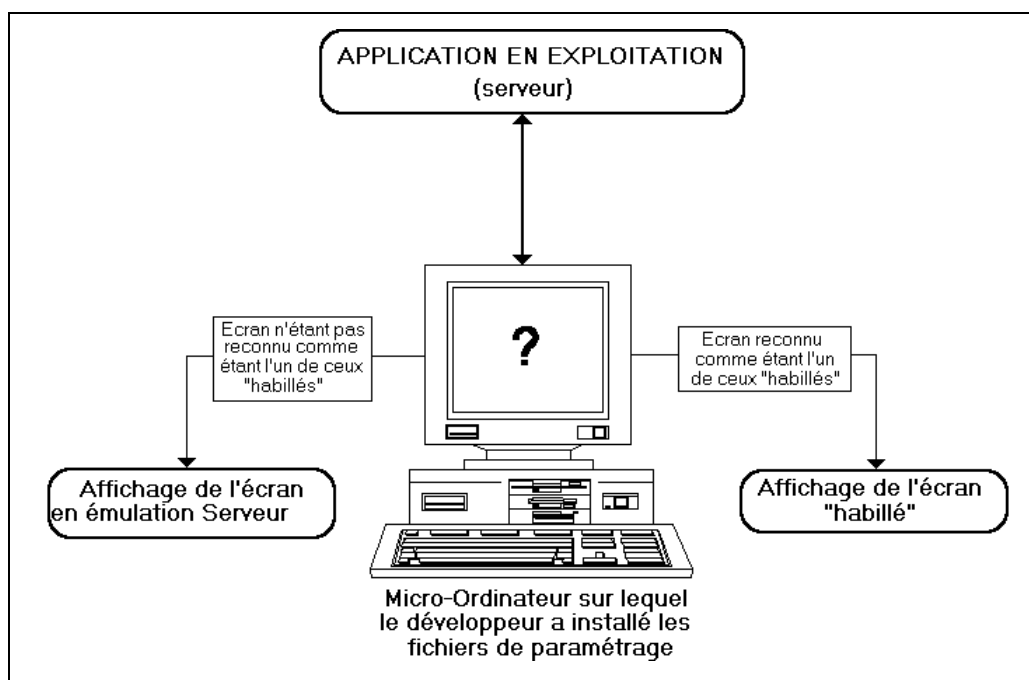 APPLICATION EN EXPLOITATION
(serveur)
?
Ecran n'étant pas
reconnu comme
étant l'un de ceux
"habillés"
Ecran reconnu
comme étant l'un
de ceux "habillés"
Affichage de l'écran
en émulation Serveur
Affichage de l'écran
"habillé"
Micro-Ordinateur sur lequel
le développeur a installé les
fichiers de paramétrage